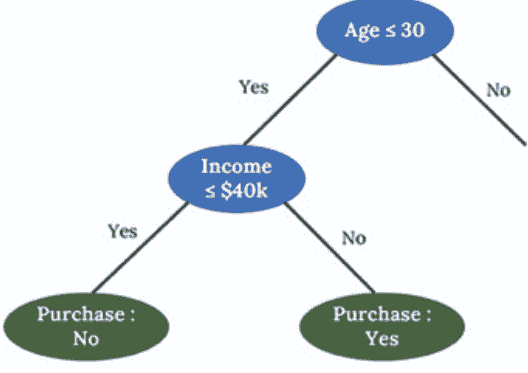 Age ≤ 30
Yes
No
Income
≤ $40k
Yes
No
Purchase :
No
Purchase :
Yes